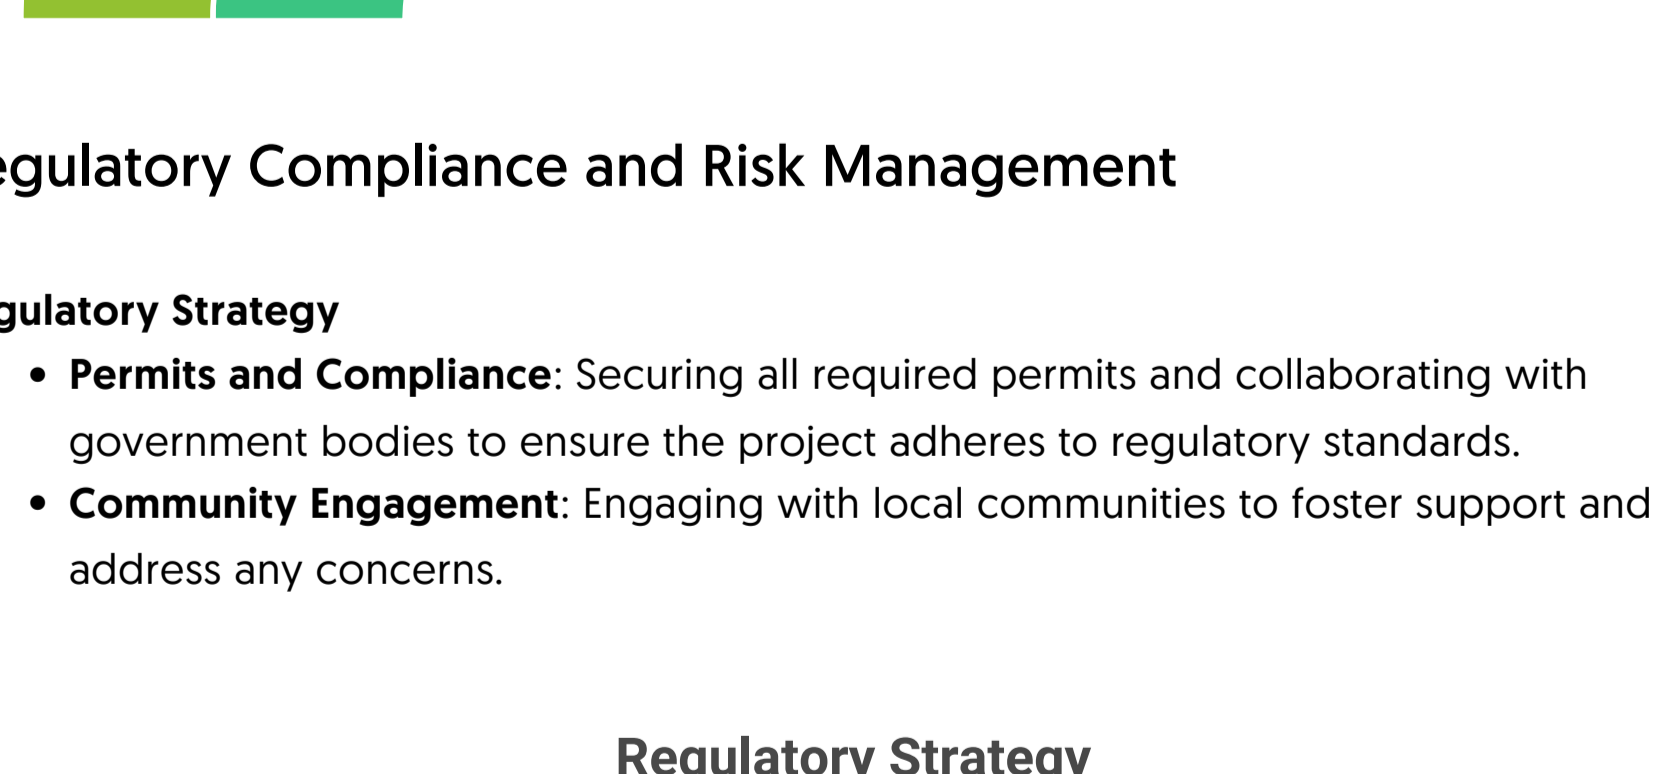 egulatory Compliance and Risk Management
gulatory Strategy
• Permits and Compliance: Securing all required permits and collaborating with
government bodies to ensure the project adheres to regulatory standards.
• Community Engagement: Engaging with local communities to foster support and
address any concerns.
Regulatory Strategy